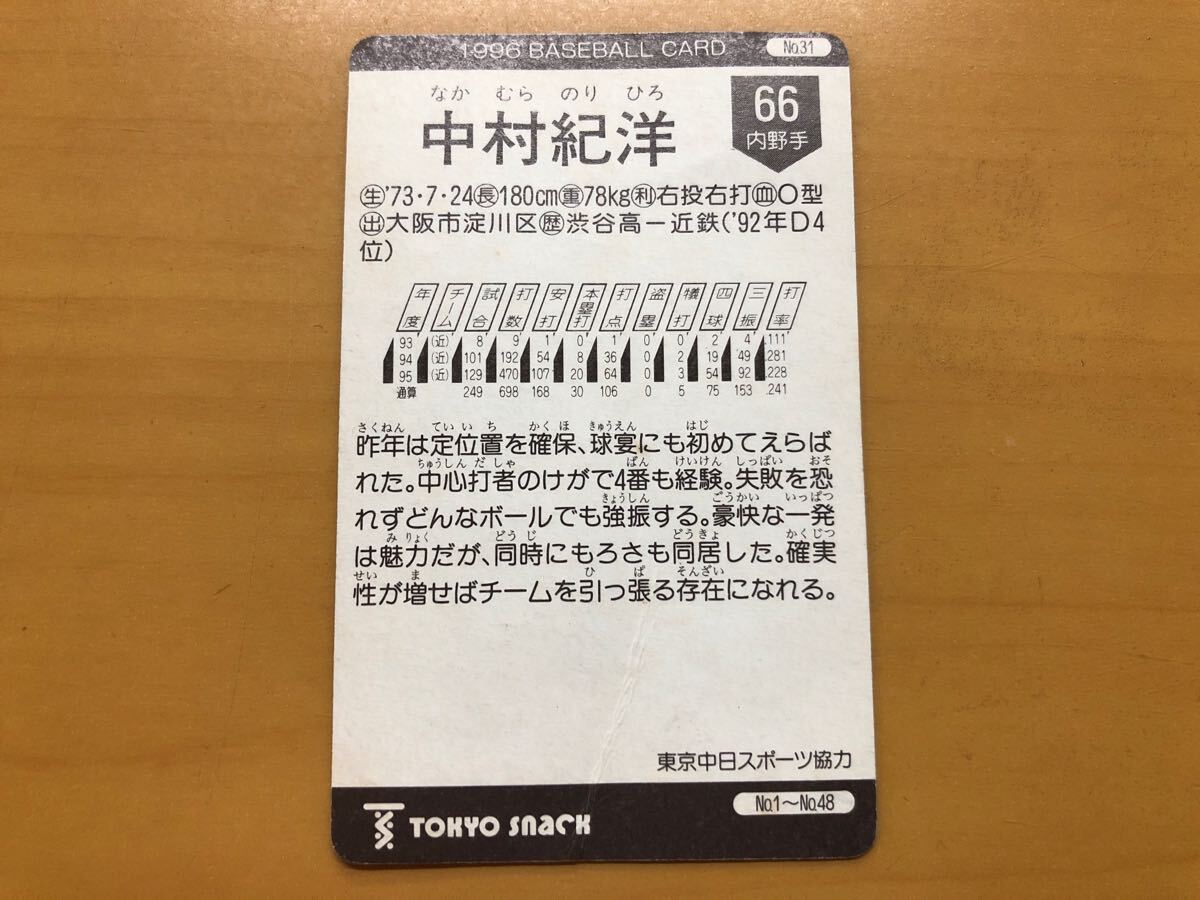 1996 BASEBALL CARD No.31
なか むら のり ひろ
中村紀洋
66
内野手
㊤'73・7・24㊐180cm㊟78kg㊒右投右打㊋O型
㊓大阪市淀川区㊭渋谷高ー近鉄('92年D4
位)
年度 チーム 試合 打数 安打 本塁打 打点 盗塁 犠打 四球 三振 打率
93 (近) 8 9 1 0 1 0 0 2 4 .111
94 (近) 101 192 54 8 36 0 2 19 49 .281
95 (近) 129 470 107 20 64 0 3 54 92 .228
通算 249 698 168 30 106 0 5 75 153 .241
さくねん ていいち かくほ きゅうえん はじ
昨年は定位置を確保、球宴にも初めてえらば
ちゅうしんだしゃ ばん けいけん しっぱい おそ
れた。中心打者のけがで4番も経験。失敗を恐
きょうしん ごうかい いっぱつ
れずどんなボールでも強振する。豪快な一発
みりょく どうじ どうきょ かくじつ
は魅力だが、同時にもろさも同居した。確実
せい ま ひ ぱ そんざい
性が増せばチームを引っ張る存在になれる。
東京中日スポーツ協力
No.1〜No.48
TOKYO SNACK